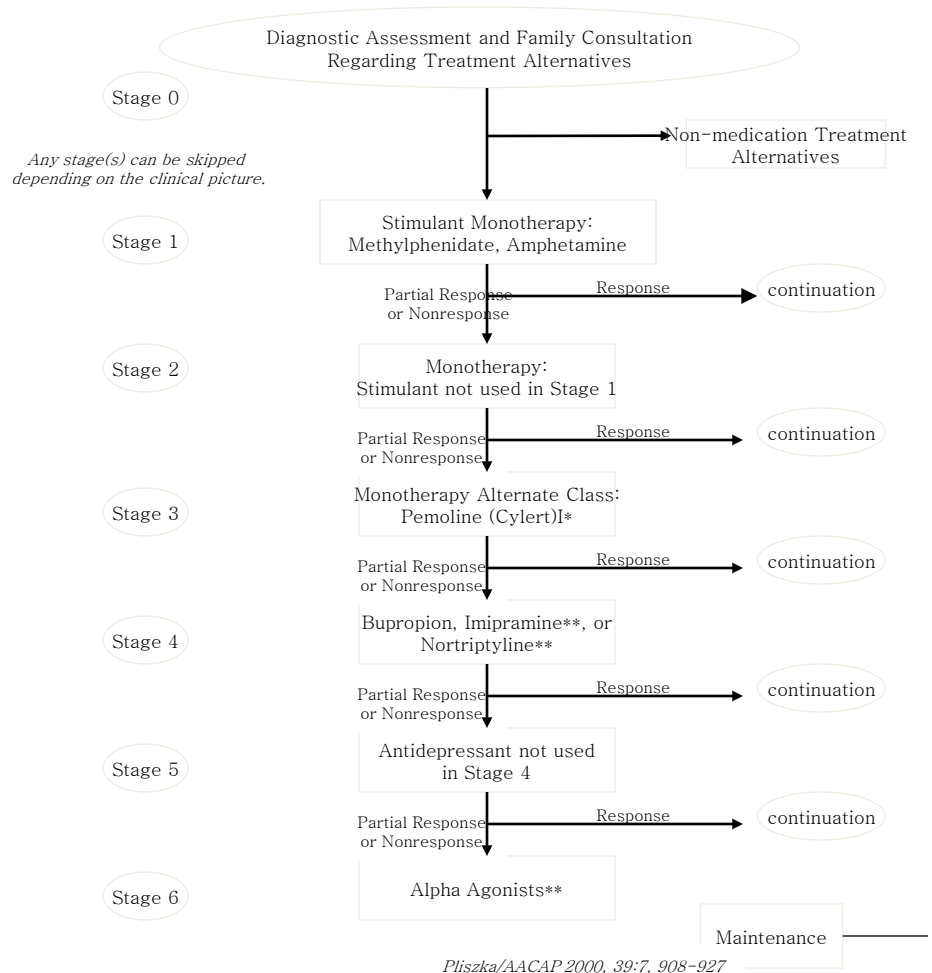 Diagnostic Assessment and Family Consultation
Regarding Treatment Alternatives
Stage 0
Non-medication Treatment
Alternatives
Any stage(s) can be skipped
depending on the clinical picture.
Stage 1
Stimulant Monotherapy:
Methylphenidate, Amphetamine
Partial Response
or Nonresponse
Response
continuation
Stage 2
Monotherapy:
Stimulant not used in Stage 1
Partial Response
or Nonresponse
Response
continuation
Stage 3
Monotherapy Alternate Class:
Pemoline (Cylert)I*
Partial Response
or Nonresponse
Response
continuation
Stage 4
Bupropion, Imipramine**, or
Nortriptyline**
Partial Response
or Nonresponse
Response
continuation
Stage 5
Antidepressant not used
in Stage 4
Partial Response
or Nonresponse
Response
continuation
Stage 6
Alpha Agonists**
Maintenance
Pliszka/AACAP 2000, 39:7, 908-927